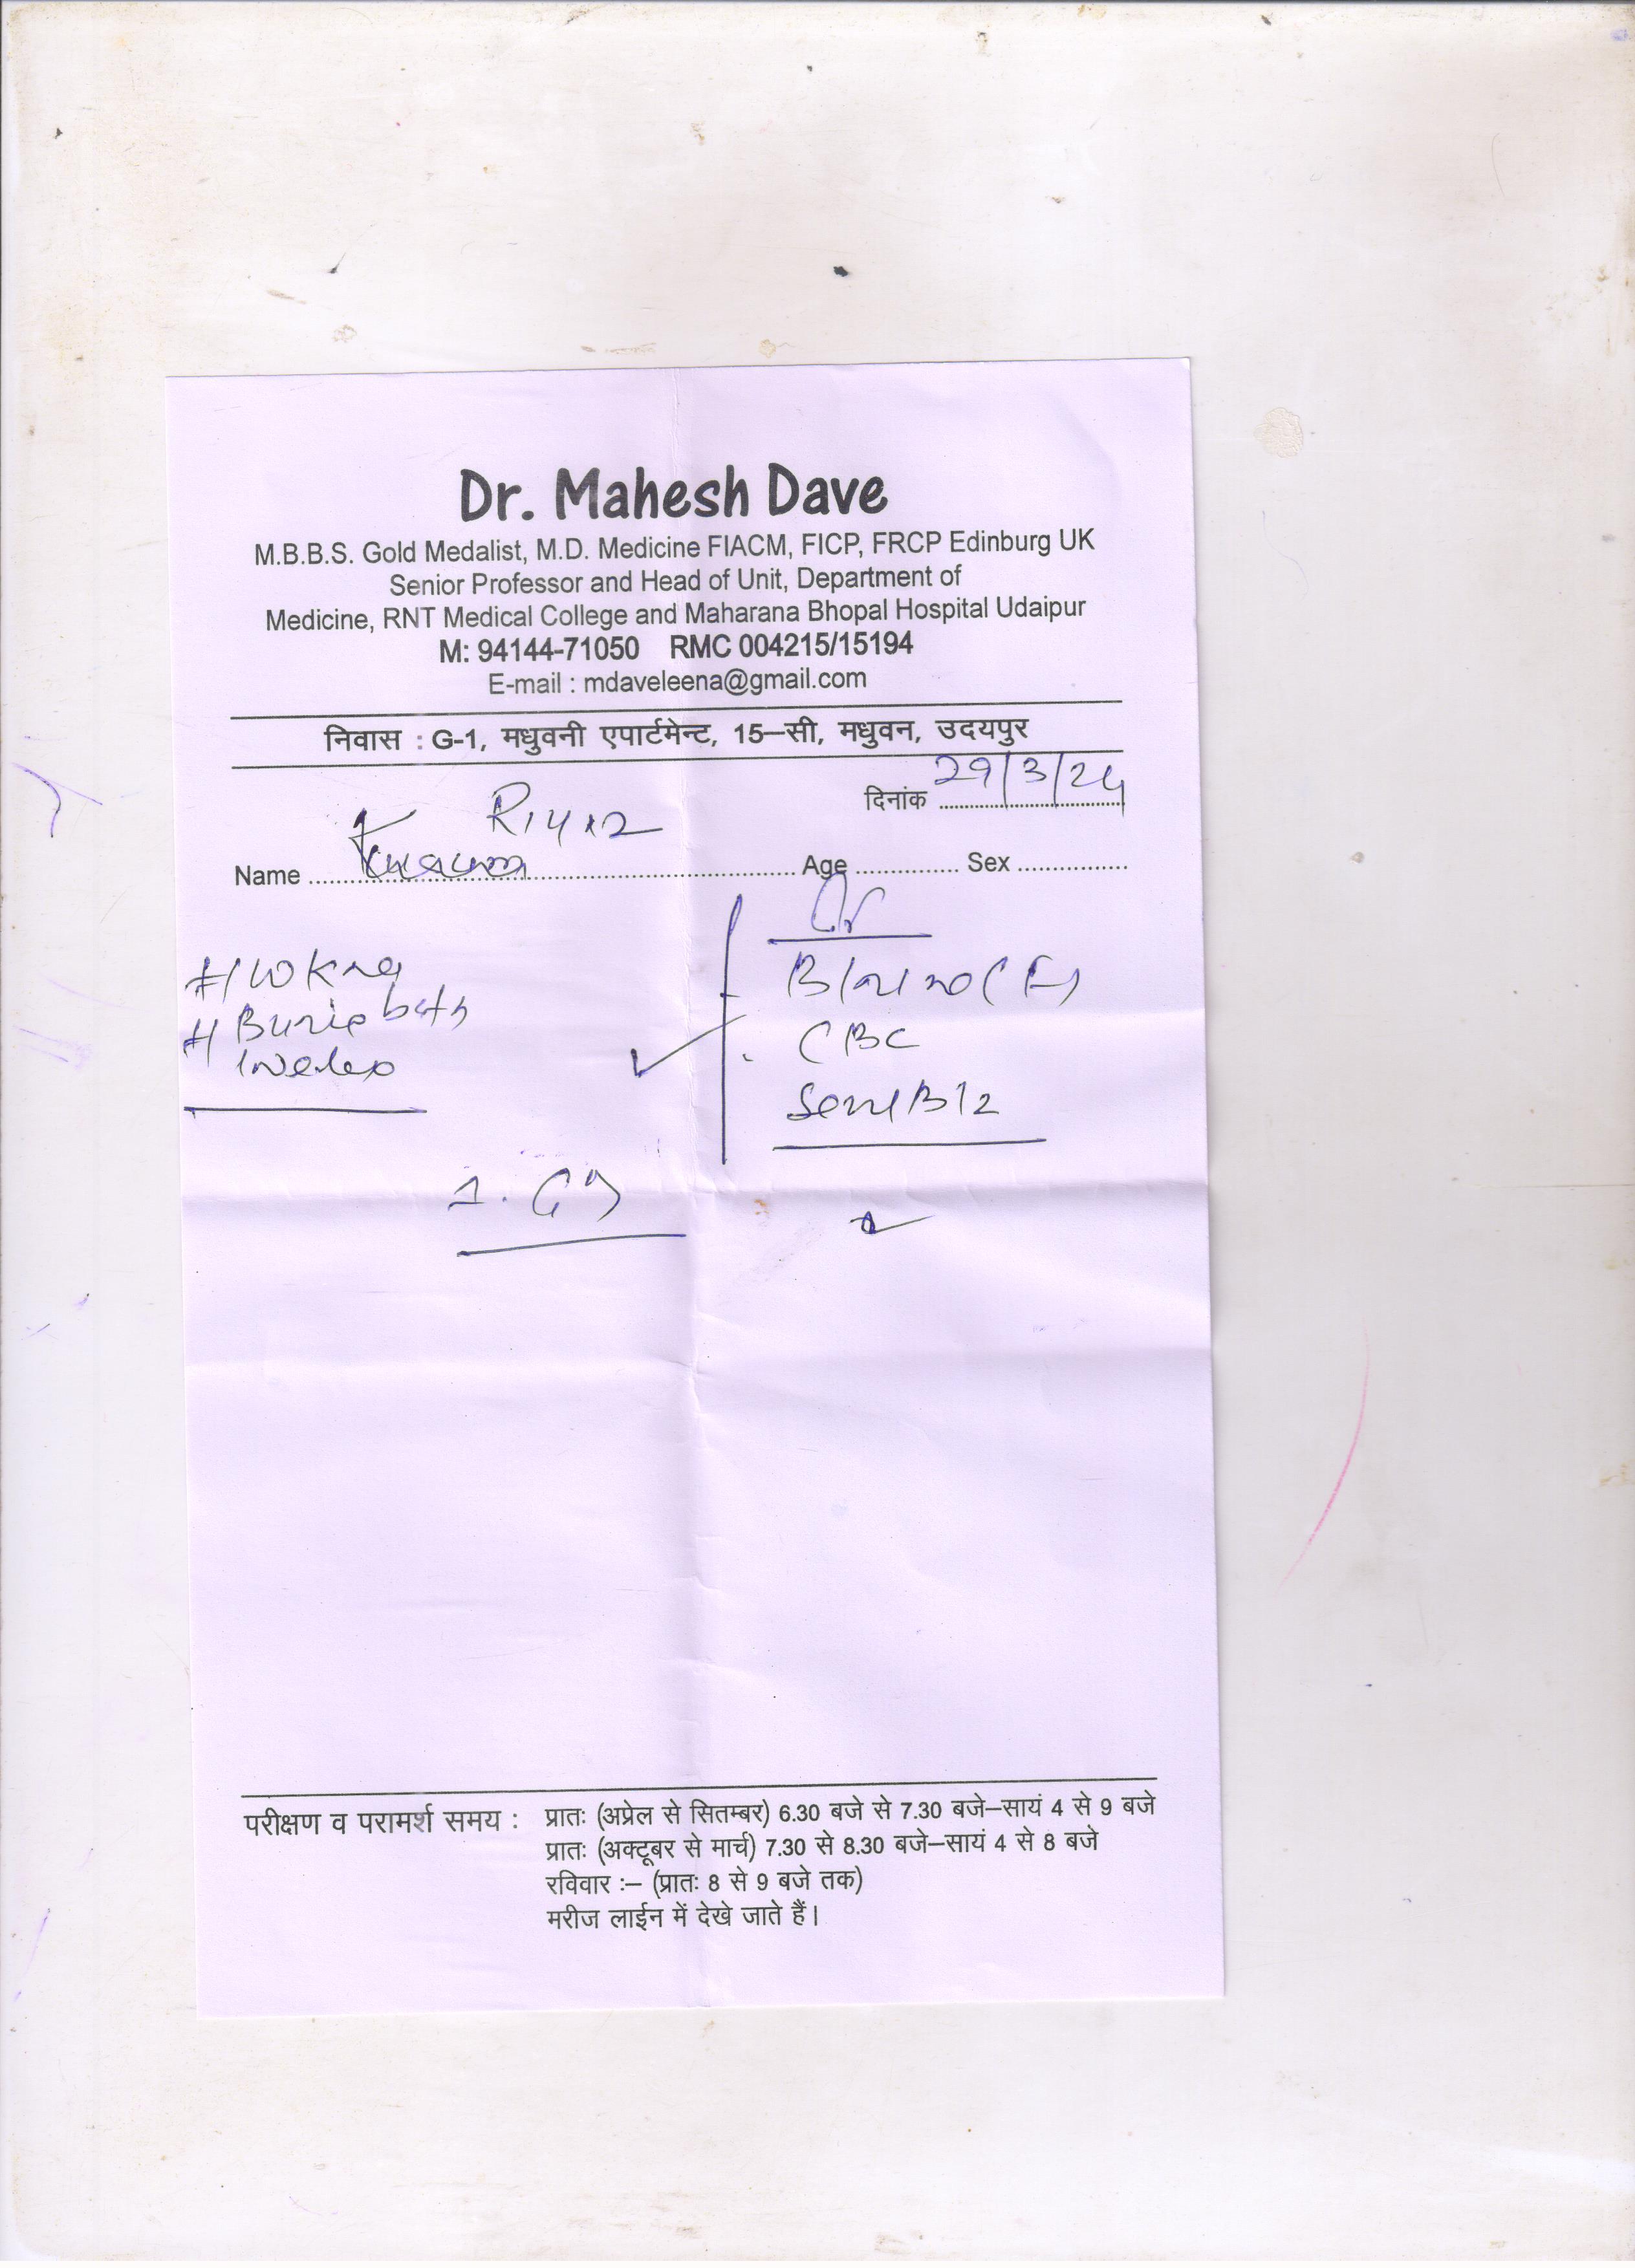 Dr. Mahesh Dave
M.B.B.S. Gold Medalist, M.D. Medicine FIACM, FICP, FRCP Edinburg UK
Senior Professor and Head of Unit, Department of
Medicine, RNT Medical College and Maharana Bhopal Hospital Udaipur
M: 94144-71050 RMC 004215/15194
E-mail : mdaveleena@gmail.com
निवास : G-1, मधुवनी एपार्टमेन्ट, 15–सी, मधुवन, उदयपुर
दिनांक 29/3/24
Name Age Sex
CBC
B12
परीक्षण व परामर्श समय : प्रातः (अप्रेल से सितम्बर) 6.30 बजे से 7.30 बजे–सायं 4 से 9 बजे
प्रातः (अक्टूबर से मार्च) 7.30 से 8.30 बजे–सायं 4 से 8 बजे
रविवार :– (प्रातः 8 से 9 बजे तक)
मरीज लाईन में देखे जाते हैं।